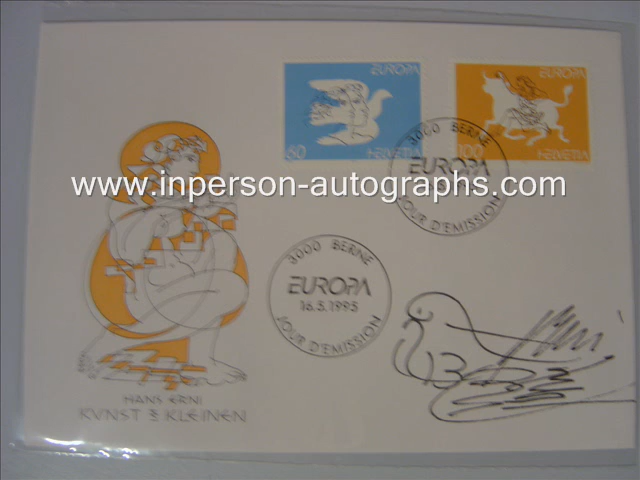 EUROPA
60 HELVETIA
EUROPA
100 HELVETIA
3000 BERNE
EUROPA
JOUR D'EMISSION
www.inperson-autographs.com
3000 BERNE
EUROPA
16.5.1995
JOUR D'EMISSION
HANS ERNI
KUNST & KLEINEN